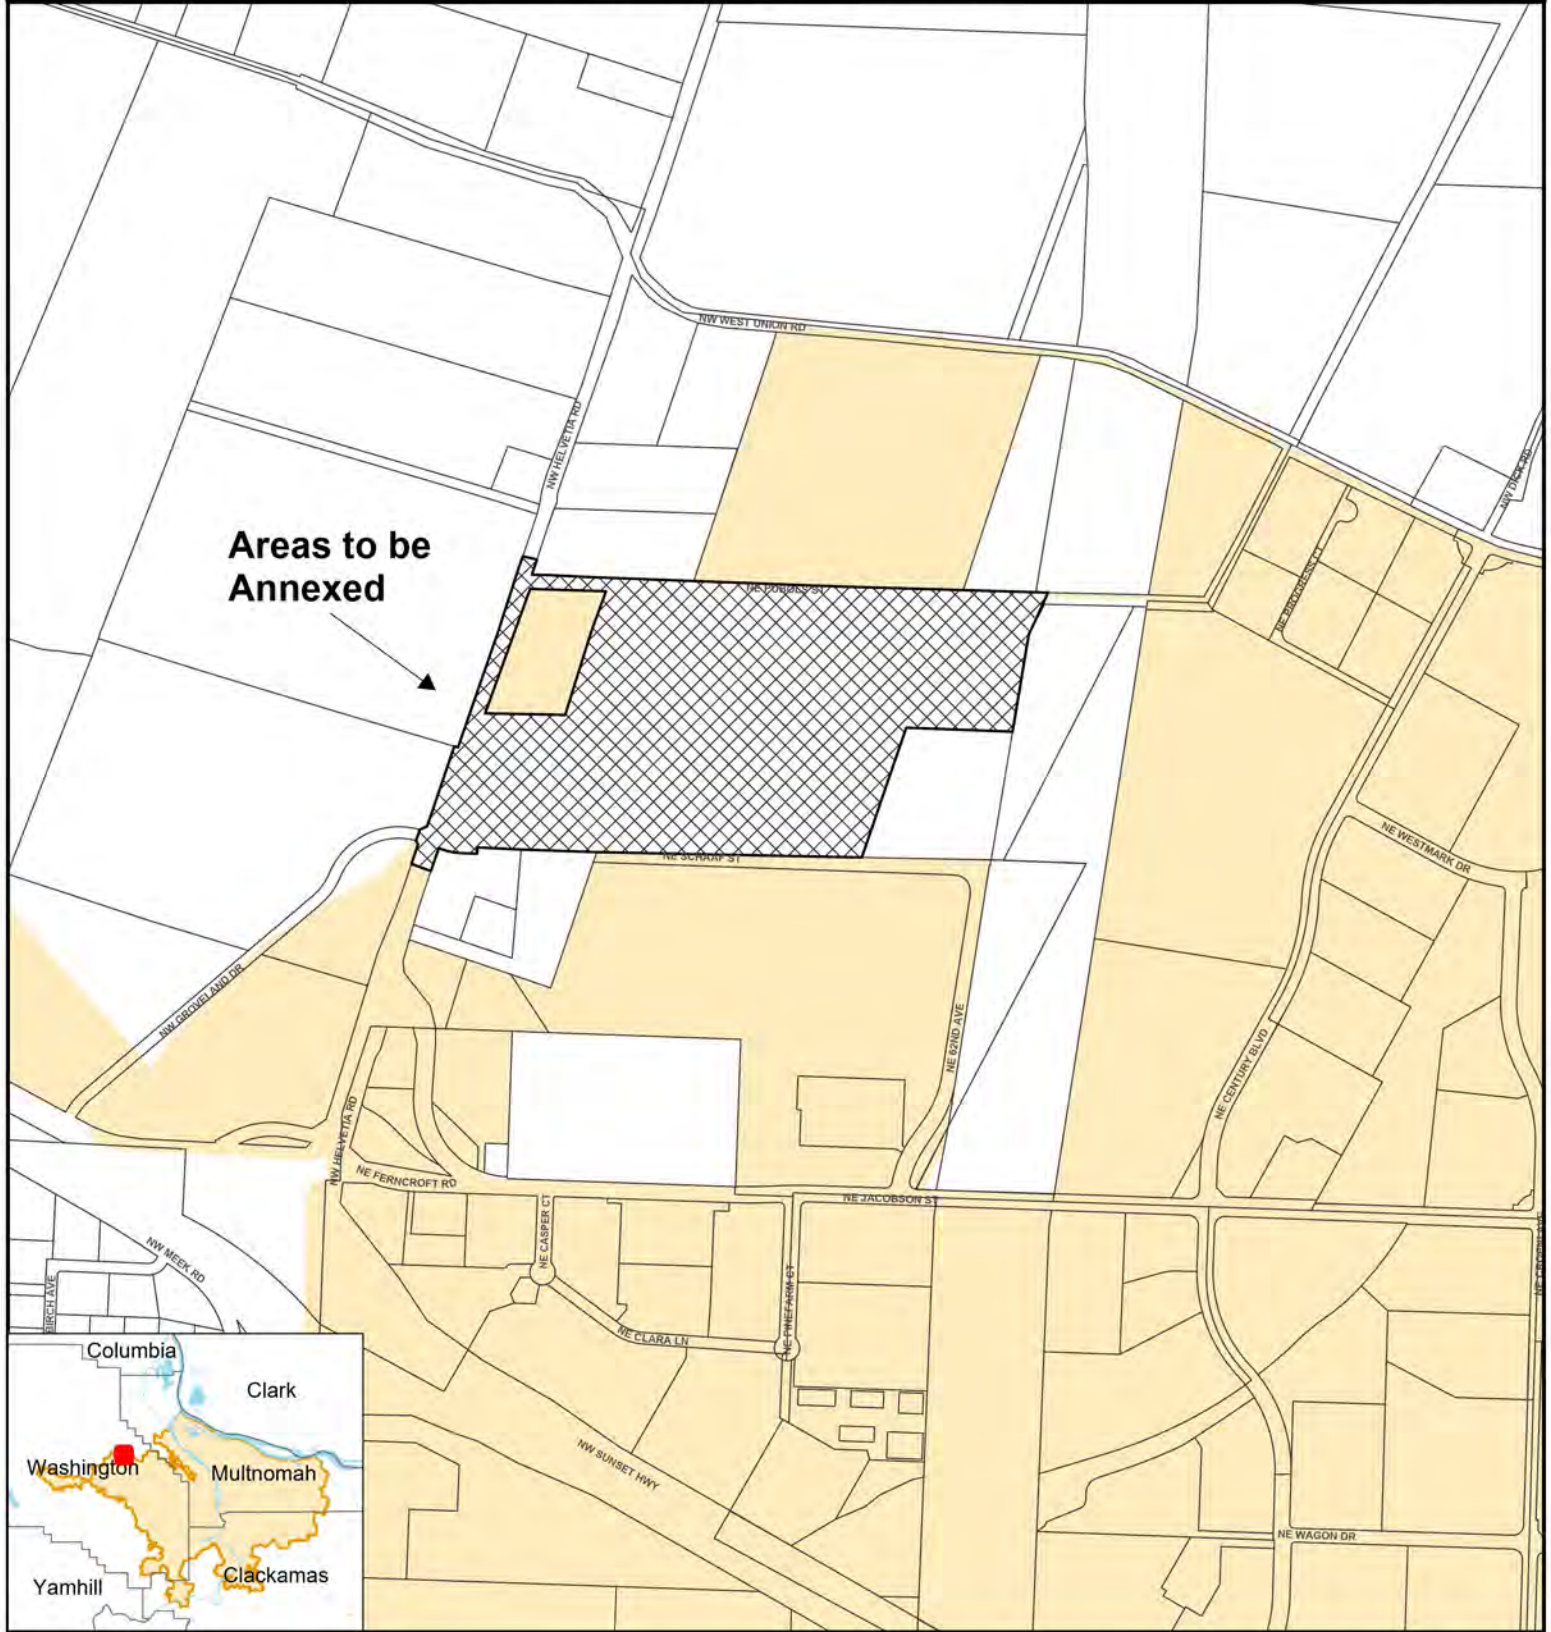 NW WEST UNION RD
NW HELVETIA RD
NW DICK RD
Areas to be
Annexed
NE PUBOLS ST
NE PROGRESS CT
NE WESTMARK DR
NE SCHAAF ST
NW GROVELAND DR
NE 62ND AVE
NE CENTURY BLVD
NW HELVETIA RD
NE FERNCROFT RD
NE JACOBSON ST
NE CASPER CT
NW MEEK RD
BIRCH AVE
NE PINEFARM CT
NE CLARA LN
NW SUNSET HWY
NE WAGON DR
Columbia
Clark
Washington
Multnomah
Yamhill
Clackamas